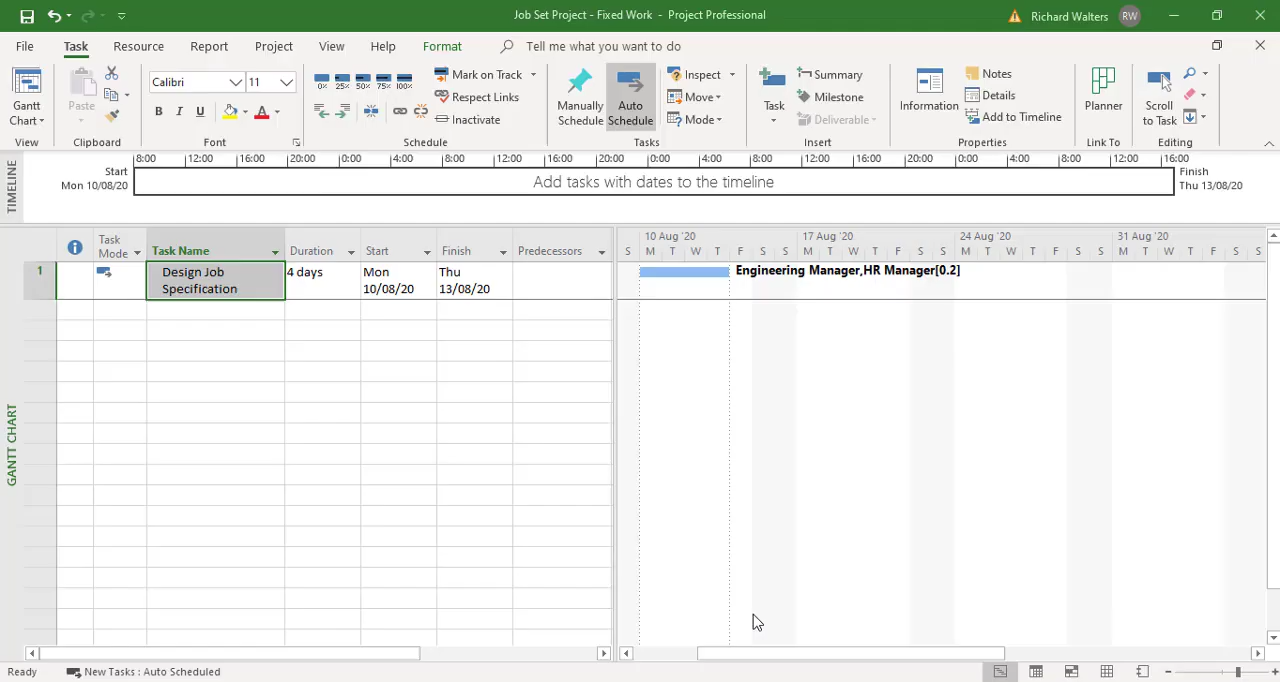 Job Set Project - Fixed Work - Project Professional
Richard Walters RW
File Task Resource Report Project View Help Format Tell me what you want to do
Gantt Chart
View
Paste
Clipboard
Calibri 11
B I U A
Font
0% 25% 50% 75% 100%
Mark on Track
Respect Links
Inactivate
Schedule
Manually Schedule
Auto Schedule
Inspect
Move
Mode
Tasks
Task
Summary
Milestone
Deliverable
Insert
Information
Notes
Details
Add to Timeline
Properties
Planner
Link To
Scroll to Task
Editing
TIMELINE
8:00 12:00 16:00 20:00 0:00 4:00 8:00 12:00 16:00 20:00 0:00 4:00 8:00 12:00 16:00 20:00 0:00 4:00 8:00 12:00 16:00
Start
Mon 10/08/20
Add tasks with dates to the timeline
Finish
Thu 13/08/20
GANTT CHART
Task Mode Task Name Duration Start Finish Predecessors
10 Aug '20 17 Aug '20 24 Aug '20 31 Aug '20
S M T W T F S S M T W T F S S M T W T F S S M T W T F S S
1 Design Job Specification 4 days Mon 10/08/20 Thu 13/08/20
Engineering Manager,HR Manager[0.2]
Ready New Tasks : Auto Scheduled